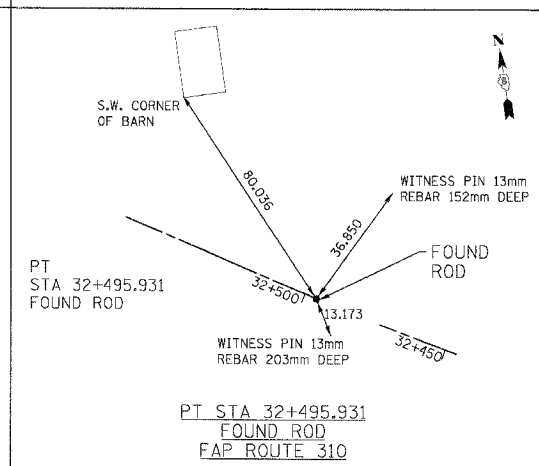 N
S.W. CORNER
OF BARN
80.036
WITNESS PIN 13mm
REBAR 152mm DEEP
36.850
FOUND
ROD
PT
STA 32+495.931
FOUND ROD
32+500
13.173
WITNESS PIN 13mm
REBAR 203mm DEEP
32+450
PT STA 32+495.931
FOUND ROD
FAP ROUTE 310